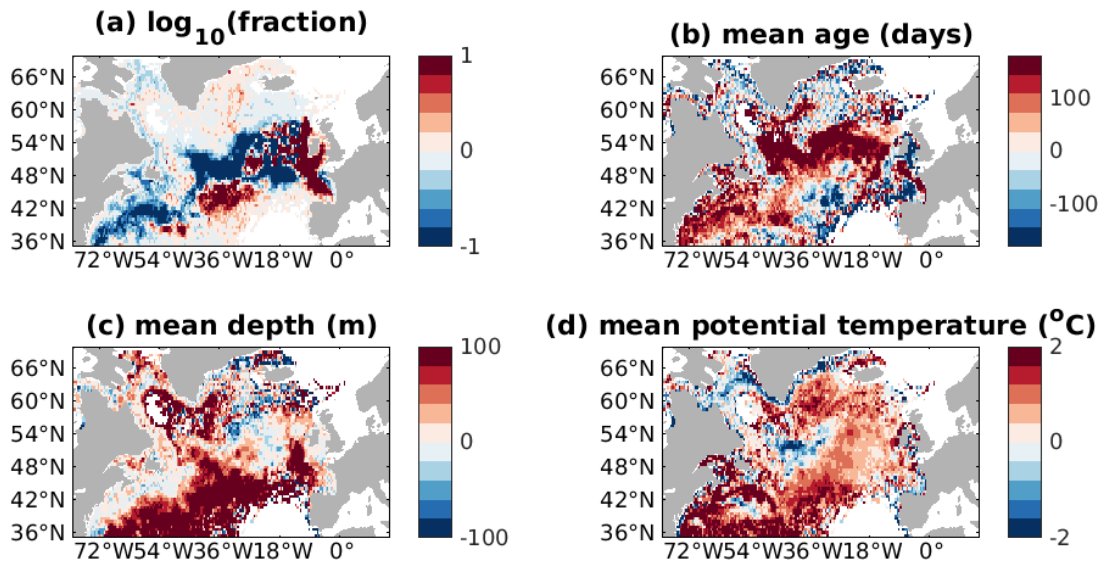 (a) log10(fraction)
66°N
60°N
54°N
48°N
42°N
36°N
72°W54°W36°W18°W 0°
1
0
-1
(b) mean age (days)
66°N
60°N
54°N
48°N
42°N
36°N
72°W54°W36°W18°W 0°
100
0
-100
(c) mean depth (m)
66°N
60°N
54°N
48°N
42°N
36°N
72°W54°W36°W18°W 0°
100
0
-100
(d) mean potential temperature (°C)
66°N
60°N
54°N
48°N
42°N
36°N
72°W54°W36°W18°W 0°
2
0
-2